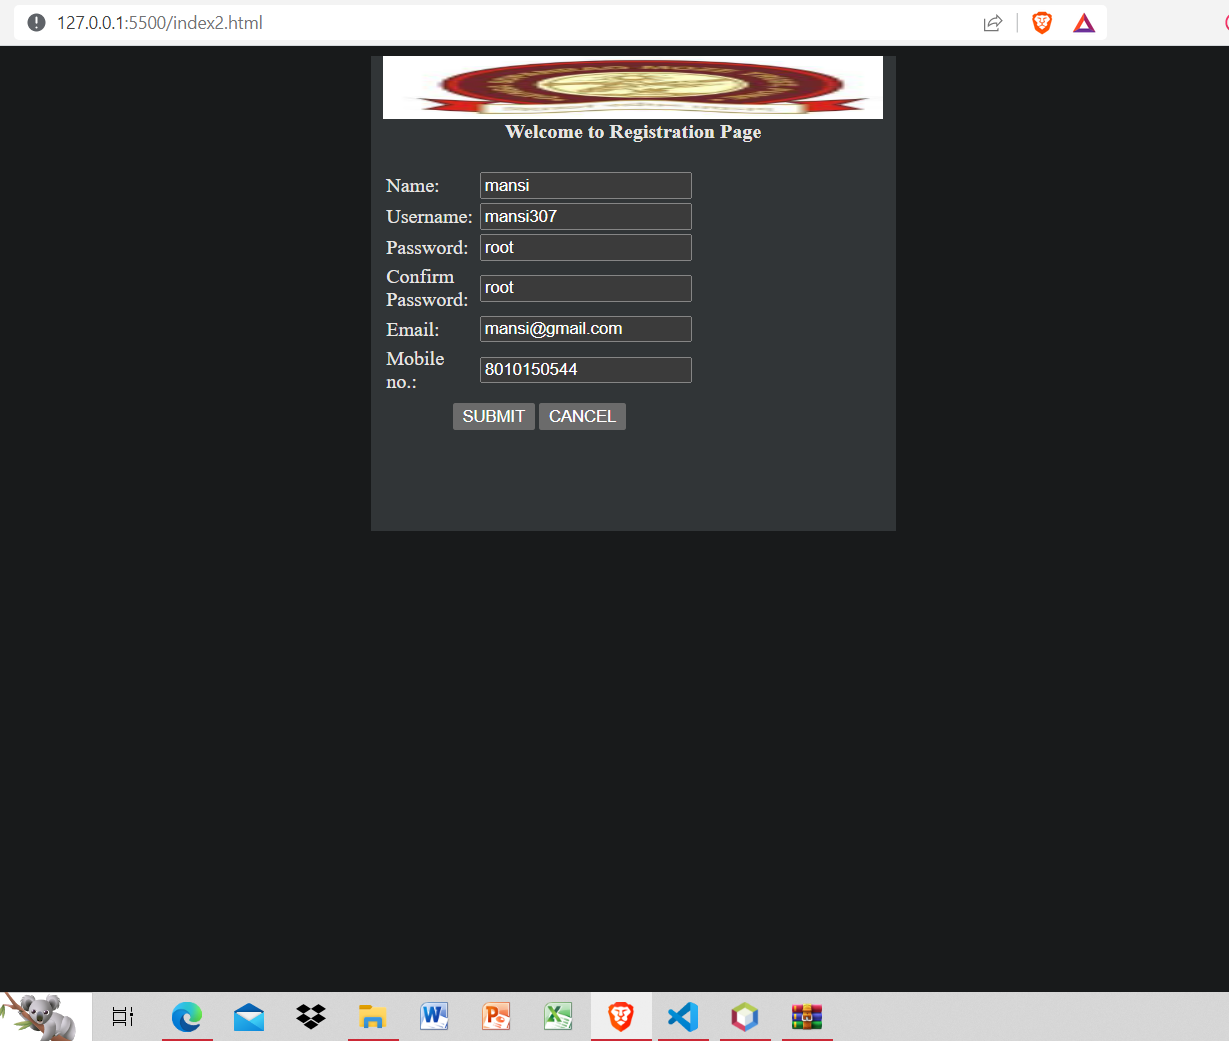 127.0.0.1:5500/index2.html
Welcome to Registration Page
Name: mansi
Username: mansi307
Password: root
Confirm
Password: root
Email: mansi@gmail.com
Mobile
no.: 8010150544
SUBMIT CANCEL